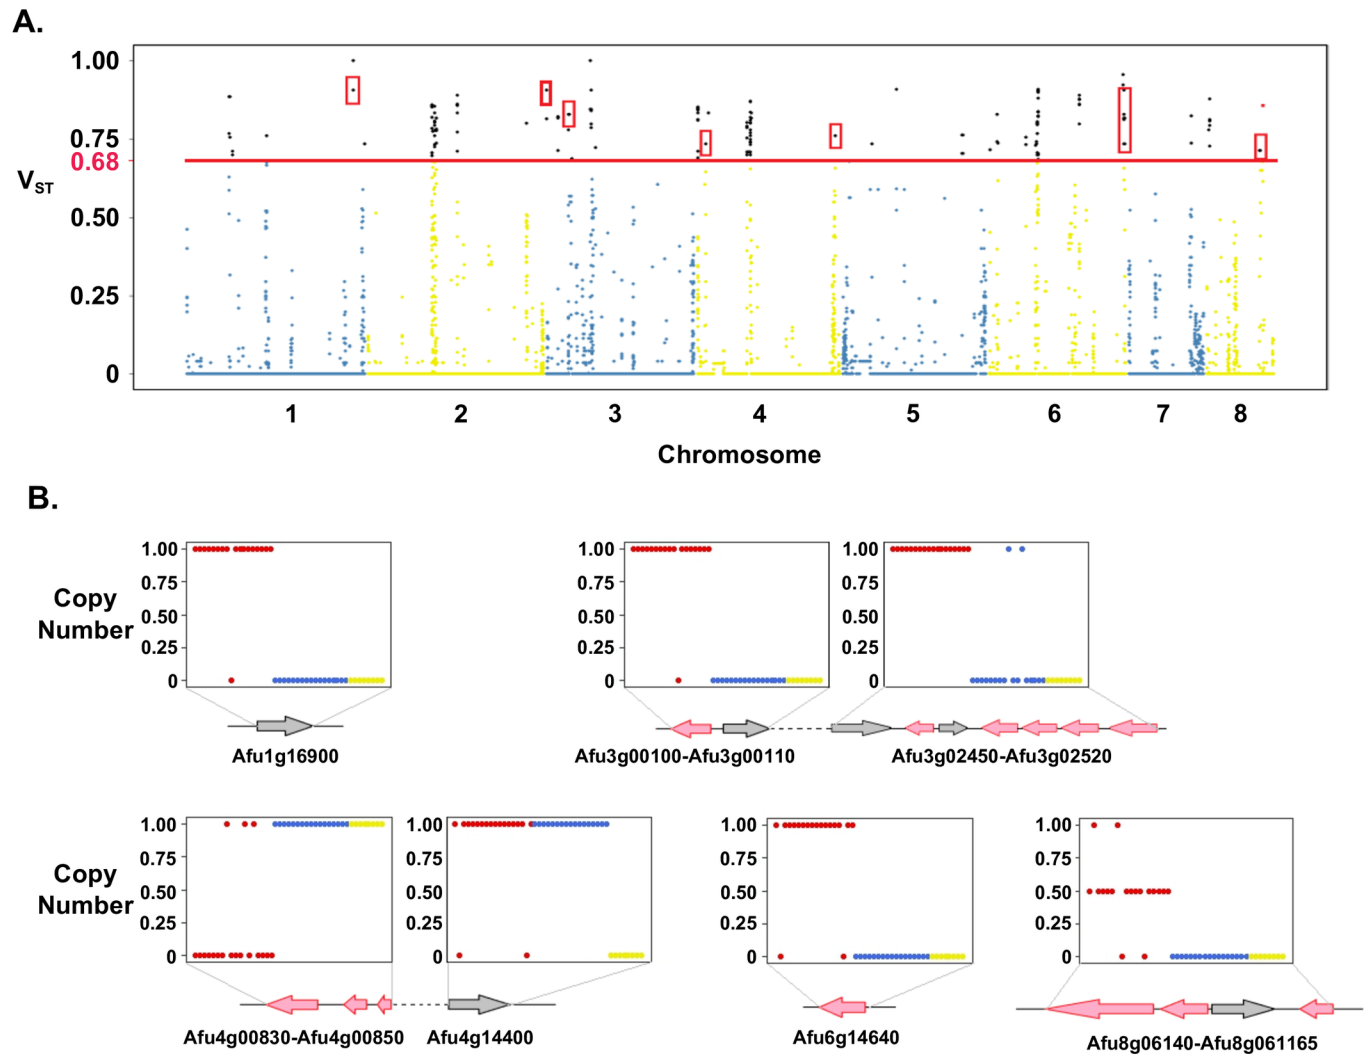 A.
1.00
0.75
0.68
VST
0.50
0.25
0
1 2 3 4 5 6 7 8
Chromosome
B.
Copy
Number
1.00
0.75
0.50
0.25
0
Afu1g16900
1.00
0.75
0.50
0.25
0
Afu3g00100-Afu3g00110
1.00
0.75
0.50
0.25
0
Afu3g02450-Afu3g02520
Copy
Number
1.00
0.75
0.50
0.25
0
Afu4g00830-Afu4g00850
1.00
0.75
0.50
0.25
0
Afu4g14400
1.00
0.75
0.50
0.25
0
Afu6g14640
1.00
0.75
0.50
0.25
0
Afu8g06140-Afu8g061165